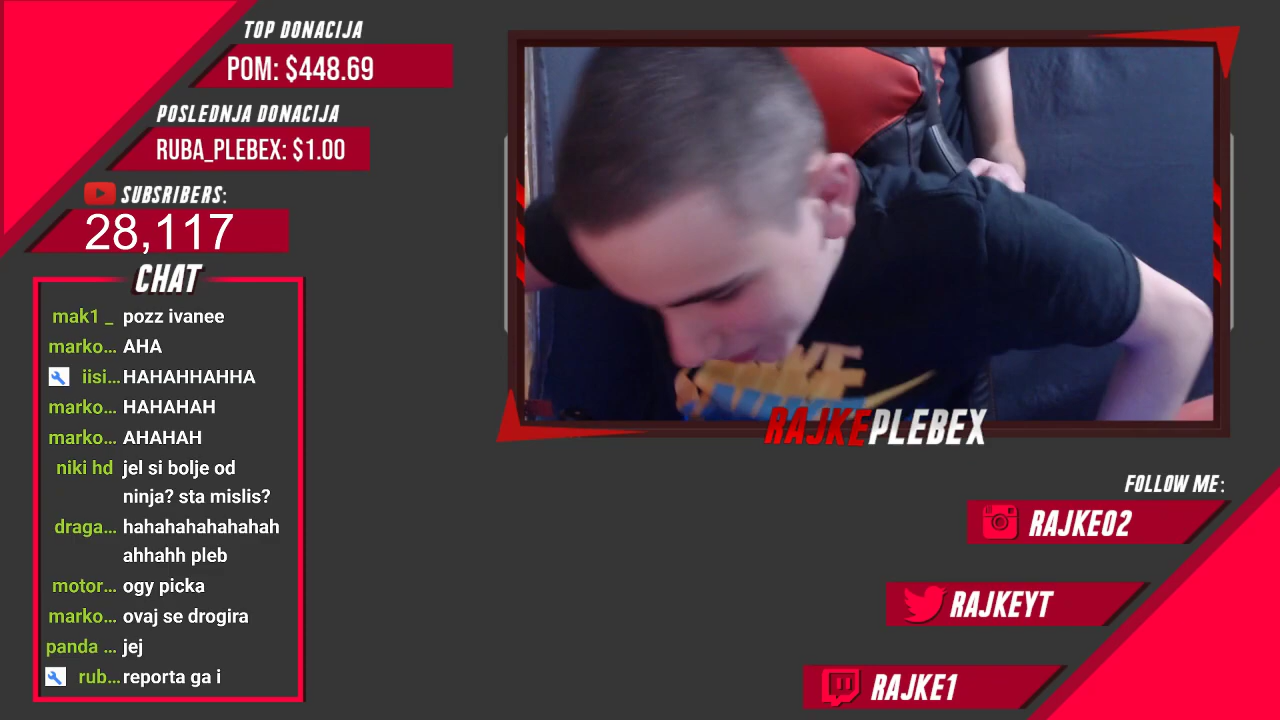 TOP DONACIJA
POM: $448.69
POSLEDNJA DONACIJA
RUBA_PLEBEX: $1.00
SUBSRIBERS:
28,117
CHAT
mak1 _ pozz ivanee
marko... AHA
iisi... HAHAHHAHHA
marko... HAHAHAH
marko... AHAHAH
niki hd jel si bolje od
ninja? sta mislis?
draga... hahahahahahahah
ahhahh pleb
motor... ogy picka
marko... ovaj se drogira
panda ... jej
rub... reporta ga i
NIKE
RAJKEPLEBEX
FOLLOW ME:
RAJKE02
RAJKEYT
RAJKE1